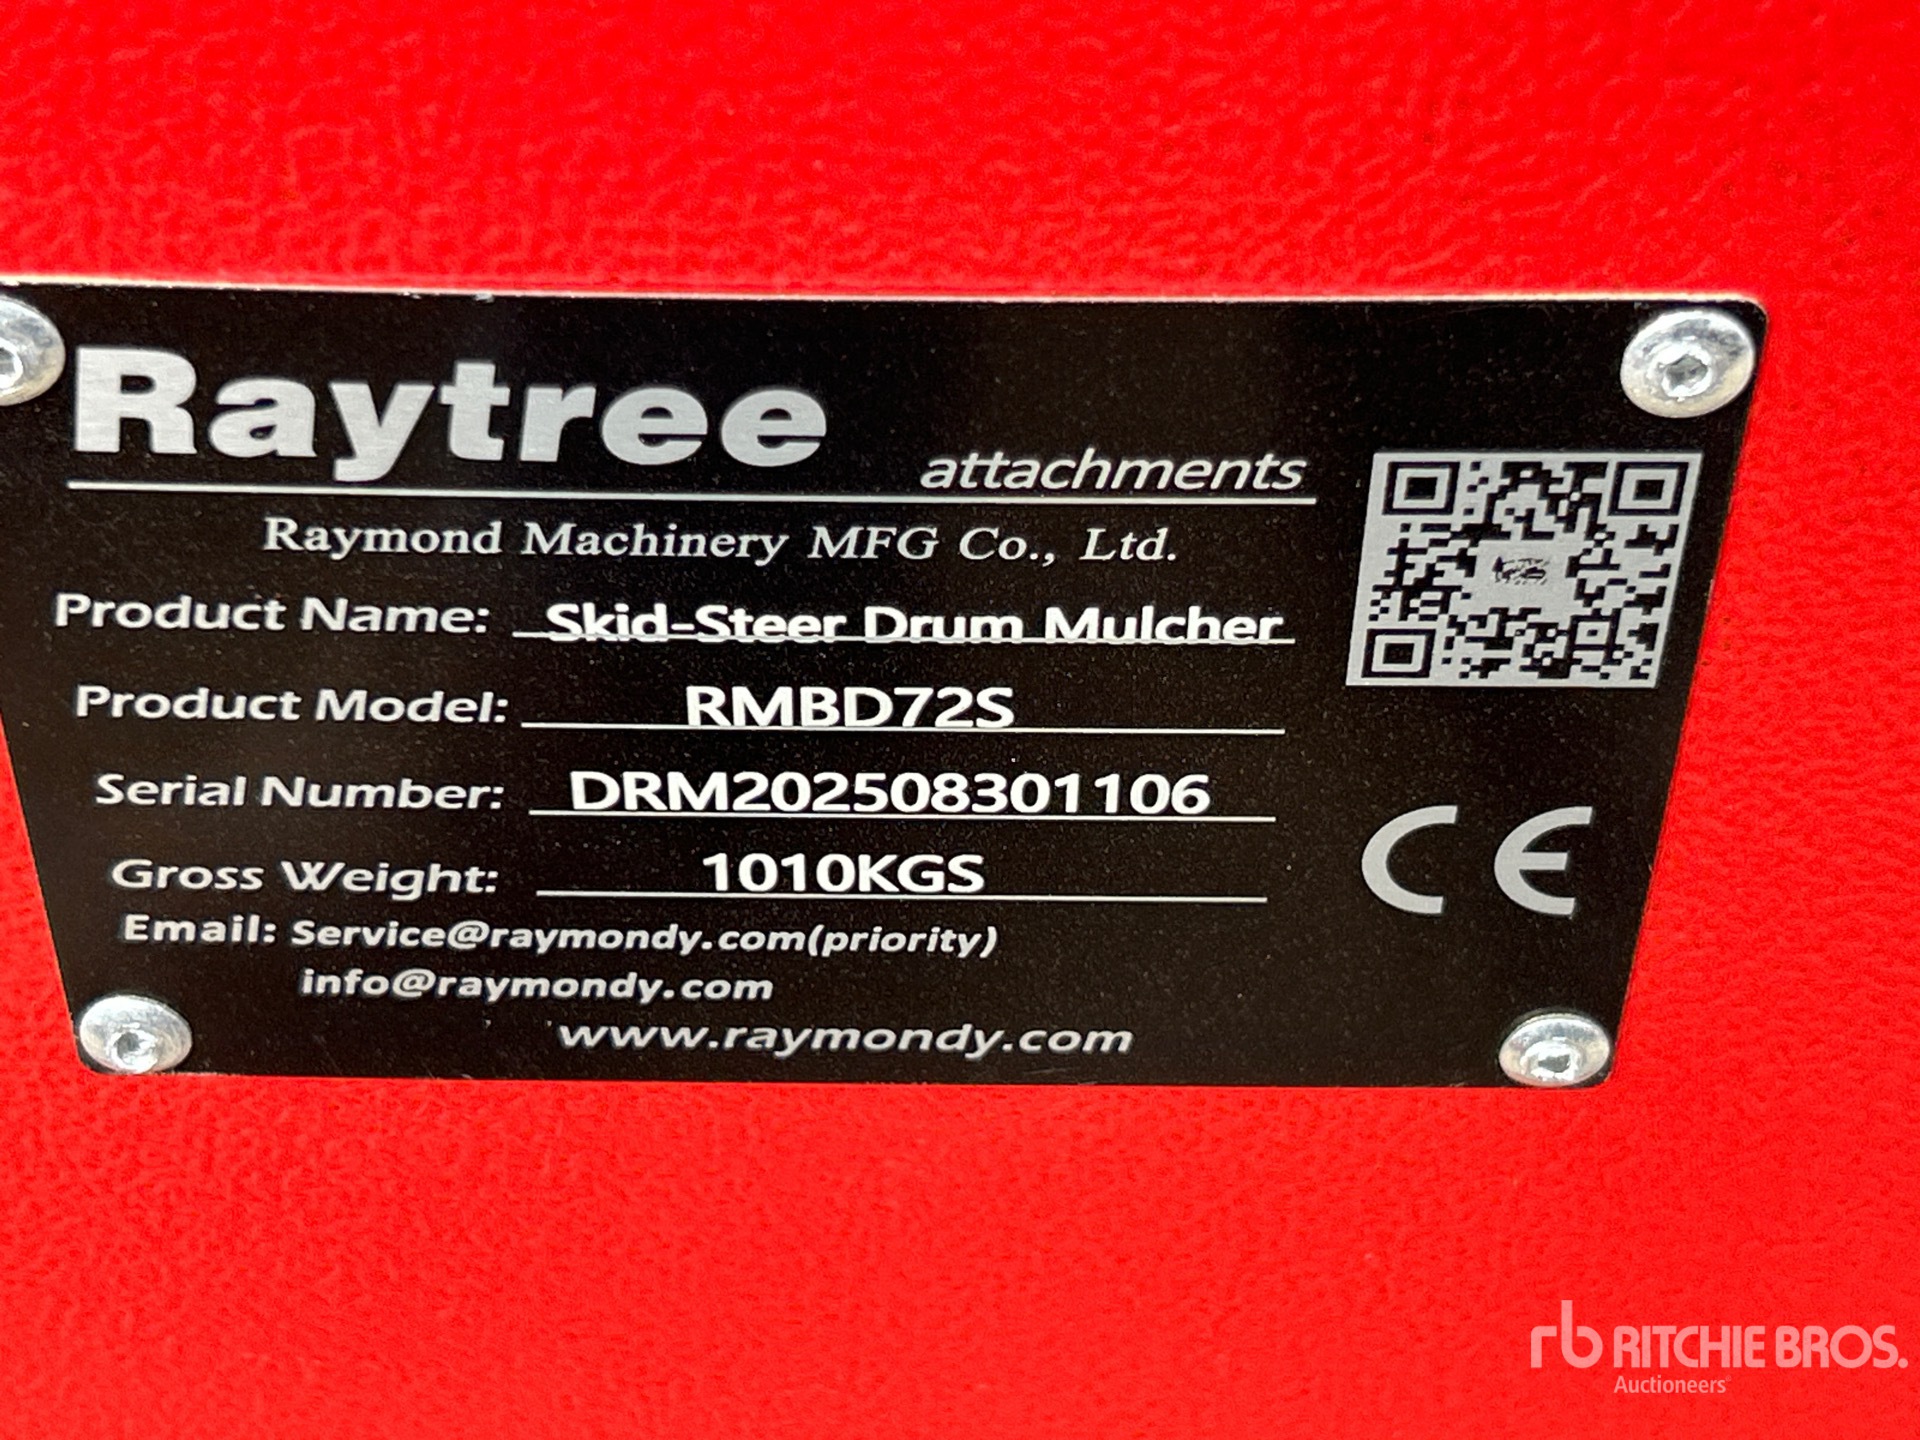 Raytree
attachments
Raymond Machinery MFG Co., Ltd.
Product Name: Skid-Steer Drum Mulcher
Product Model: RMBD72S
Serial Number: DRM202508301106
Gross Weight: 1010KGS
Email: Service@raymondy.com(priority)
info@raymondy.com
www.raymondy.com
CE
rb RITCHIE BROS.
Auctioneers